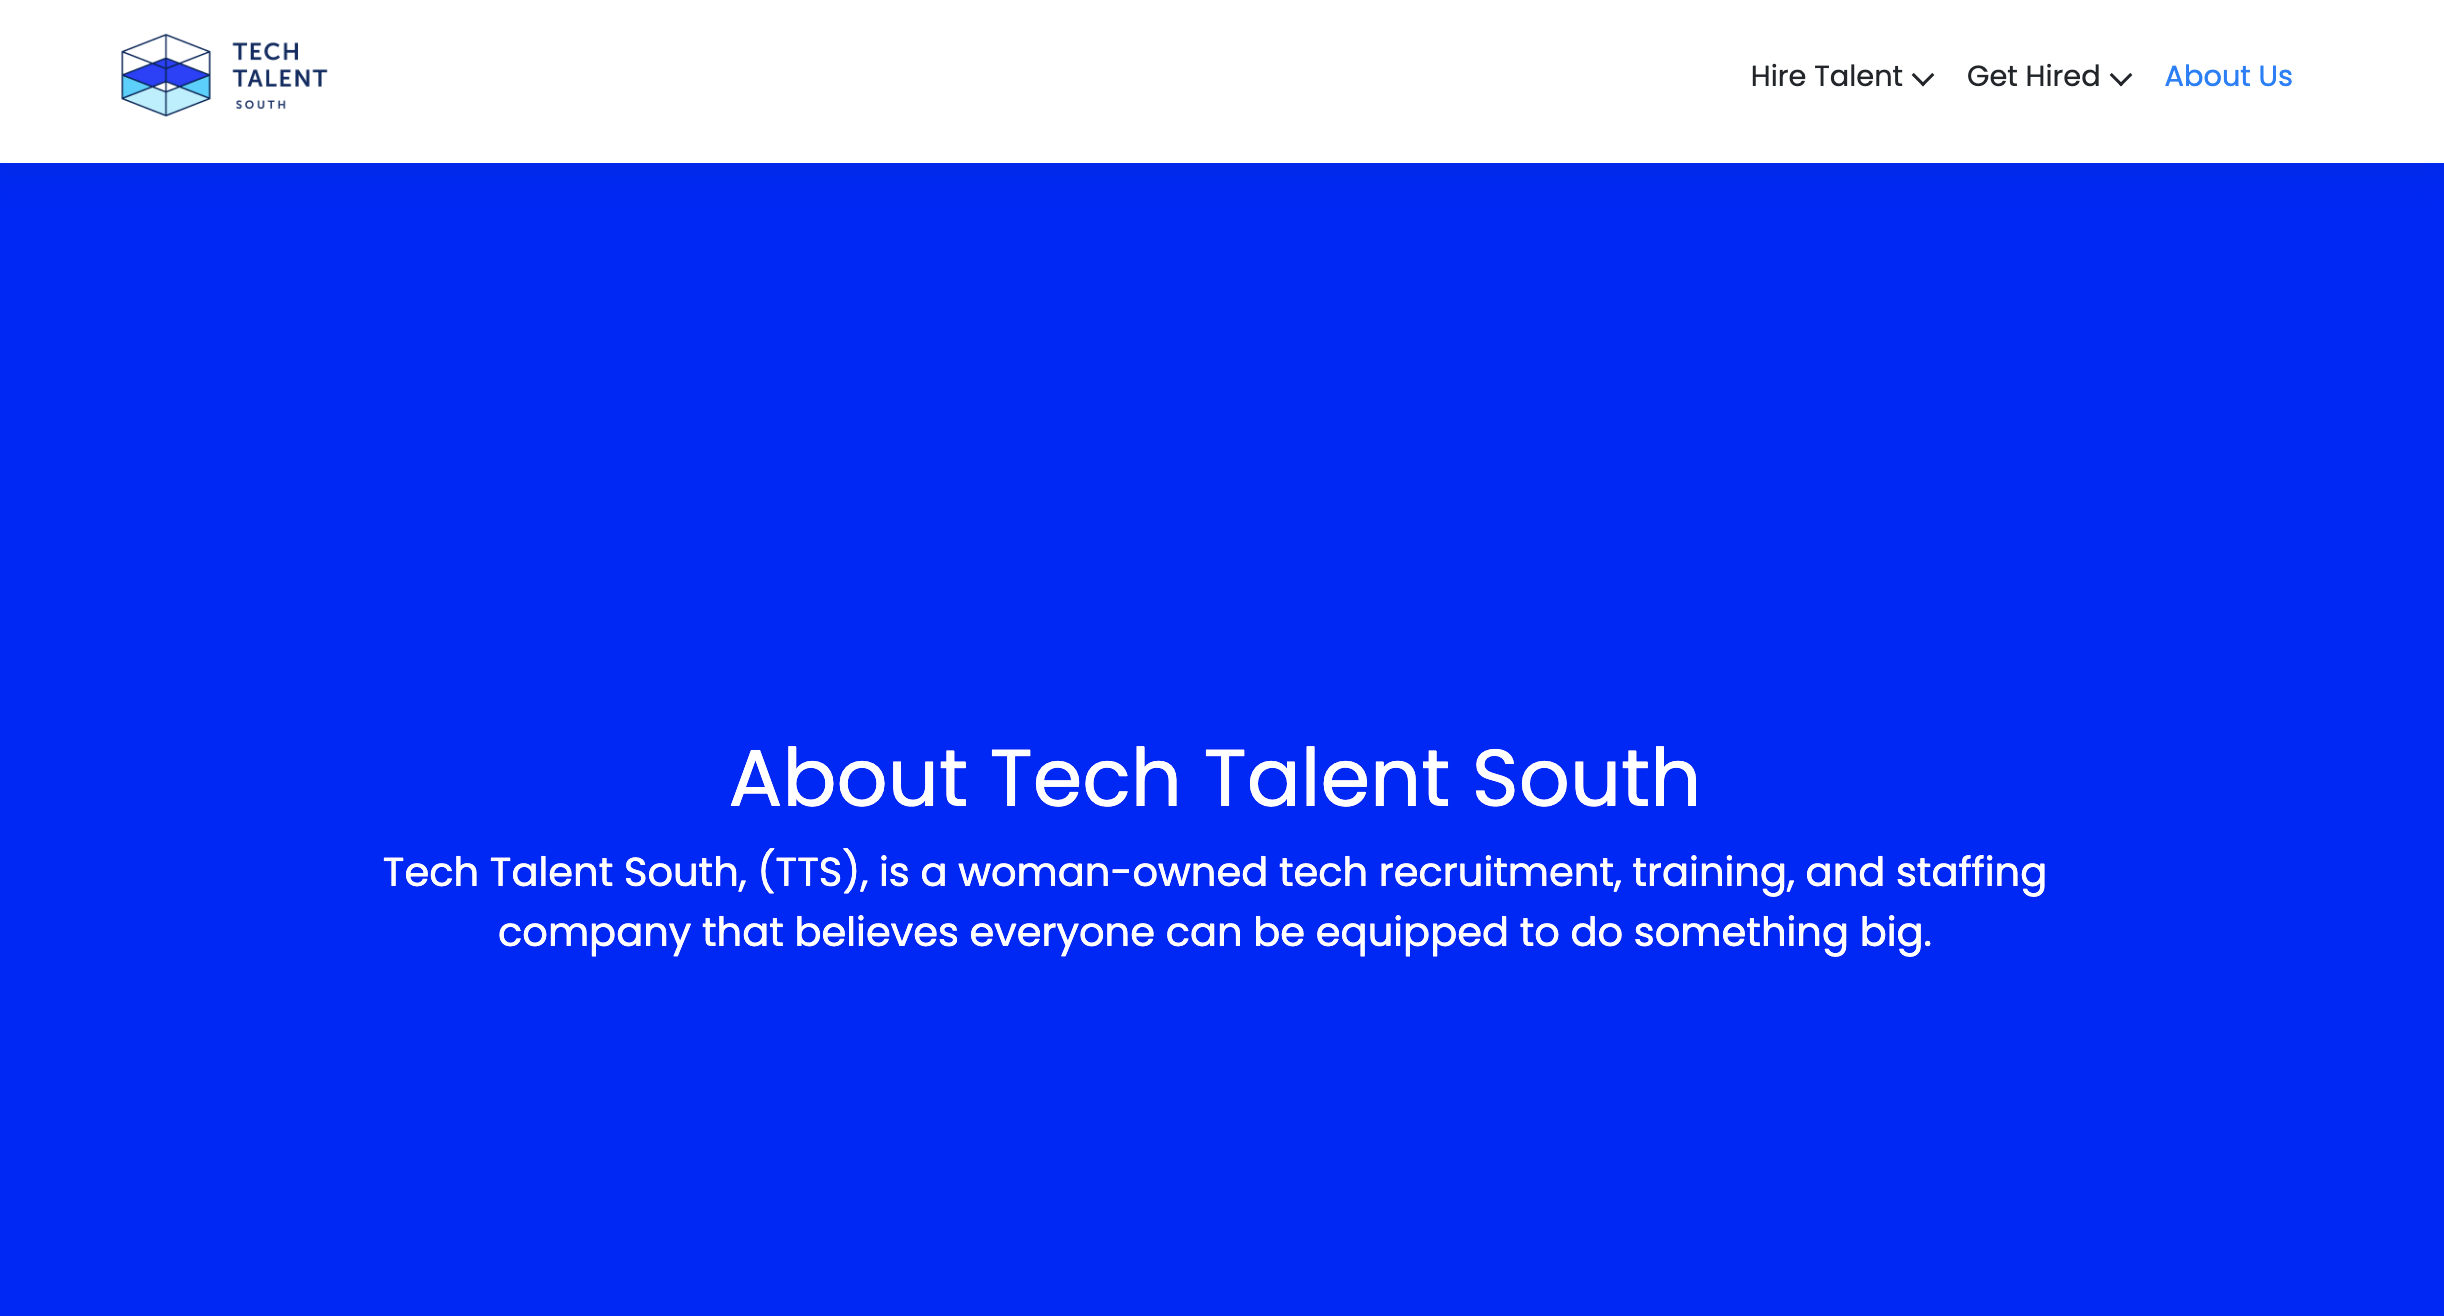 TECH
TALENT
SOUTH
Hire Talent Get Hired About Us
About Tech Talent South
Tech Talent South, (TTS), is a woman-owned tech recruitment, training, and staffing
company that believes everyone can be equipped to do something big.